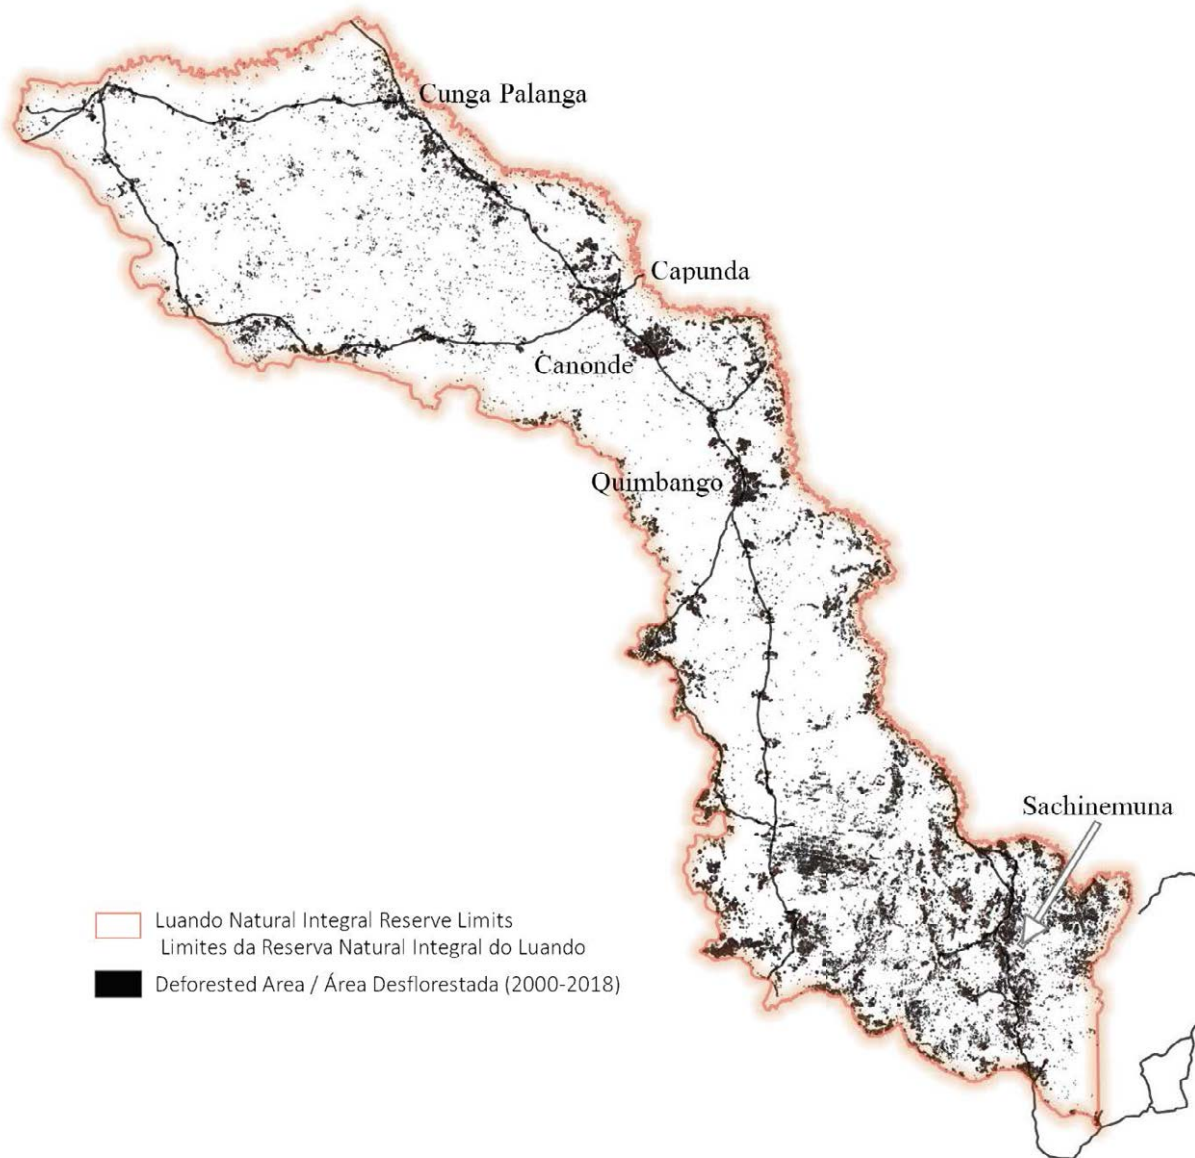 Cunga Palanga
Capunda
Canonde
Quimbango
Sachinemuna
Luando Natural Integral Reserve Limits
Limites da Reserva Natural Integral do Luando
Deforested Area / Área Desflorestada (2000-2018)